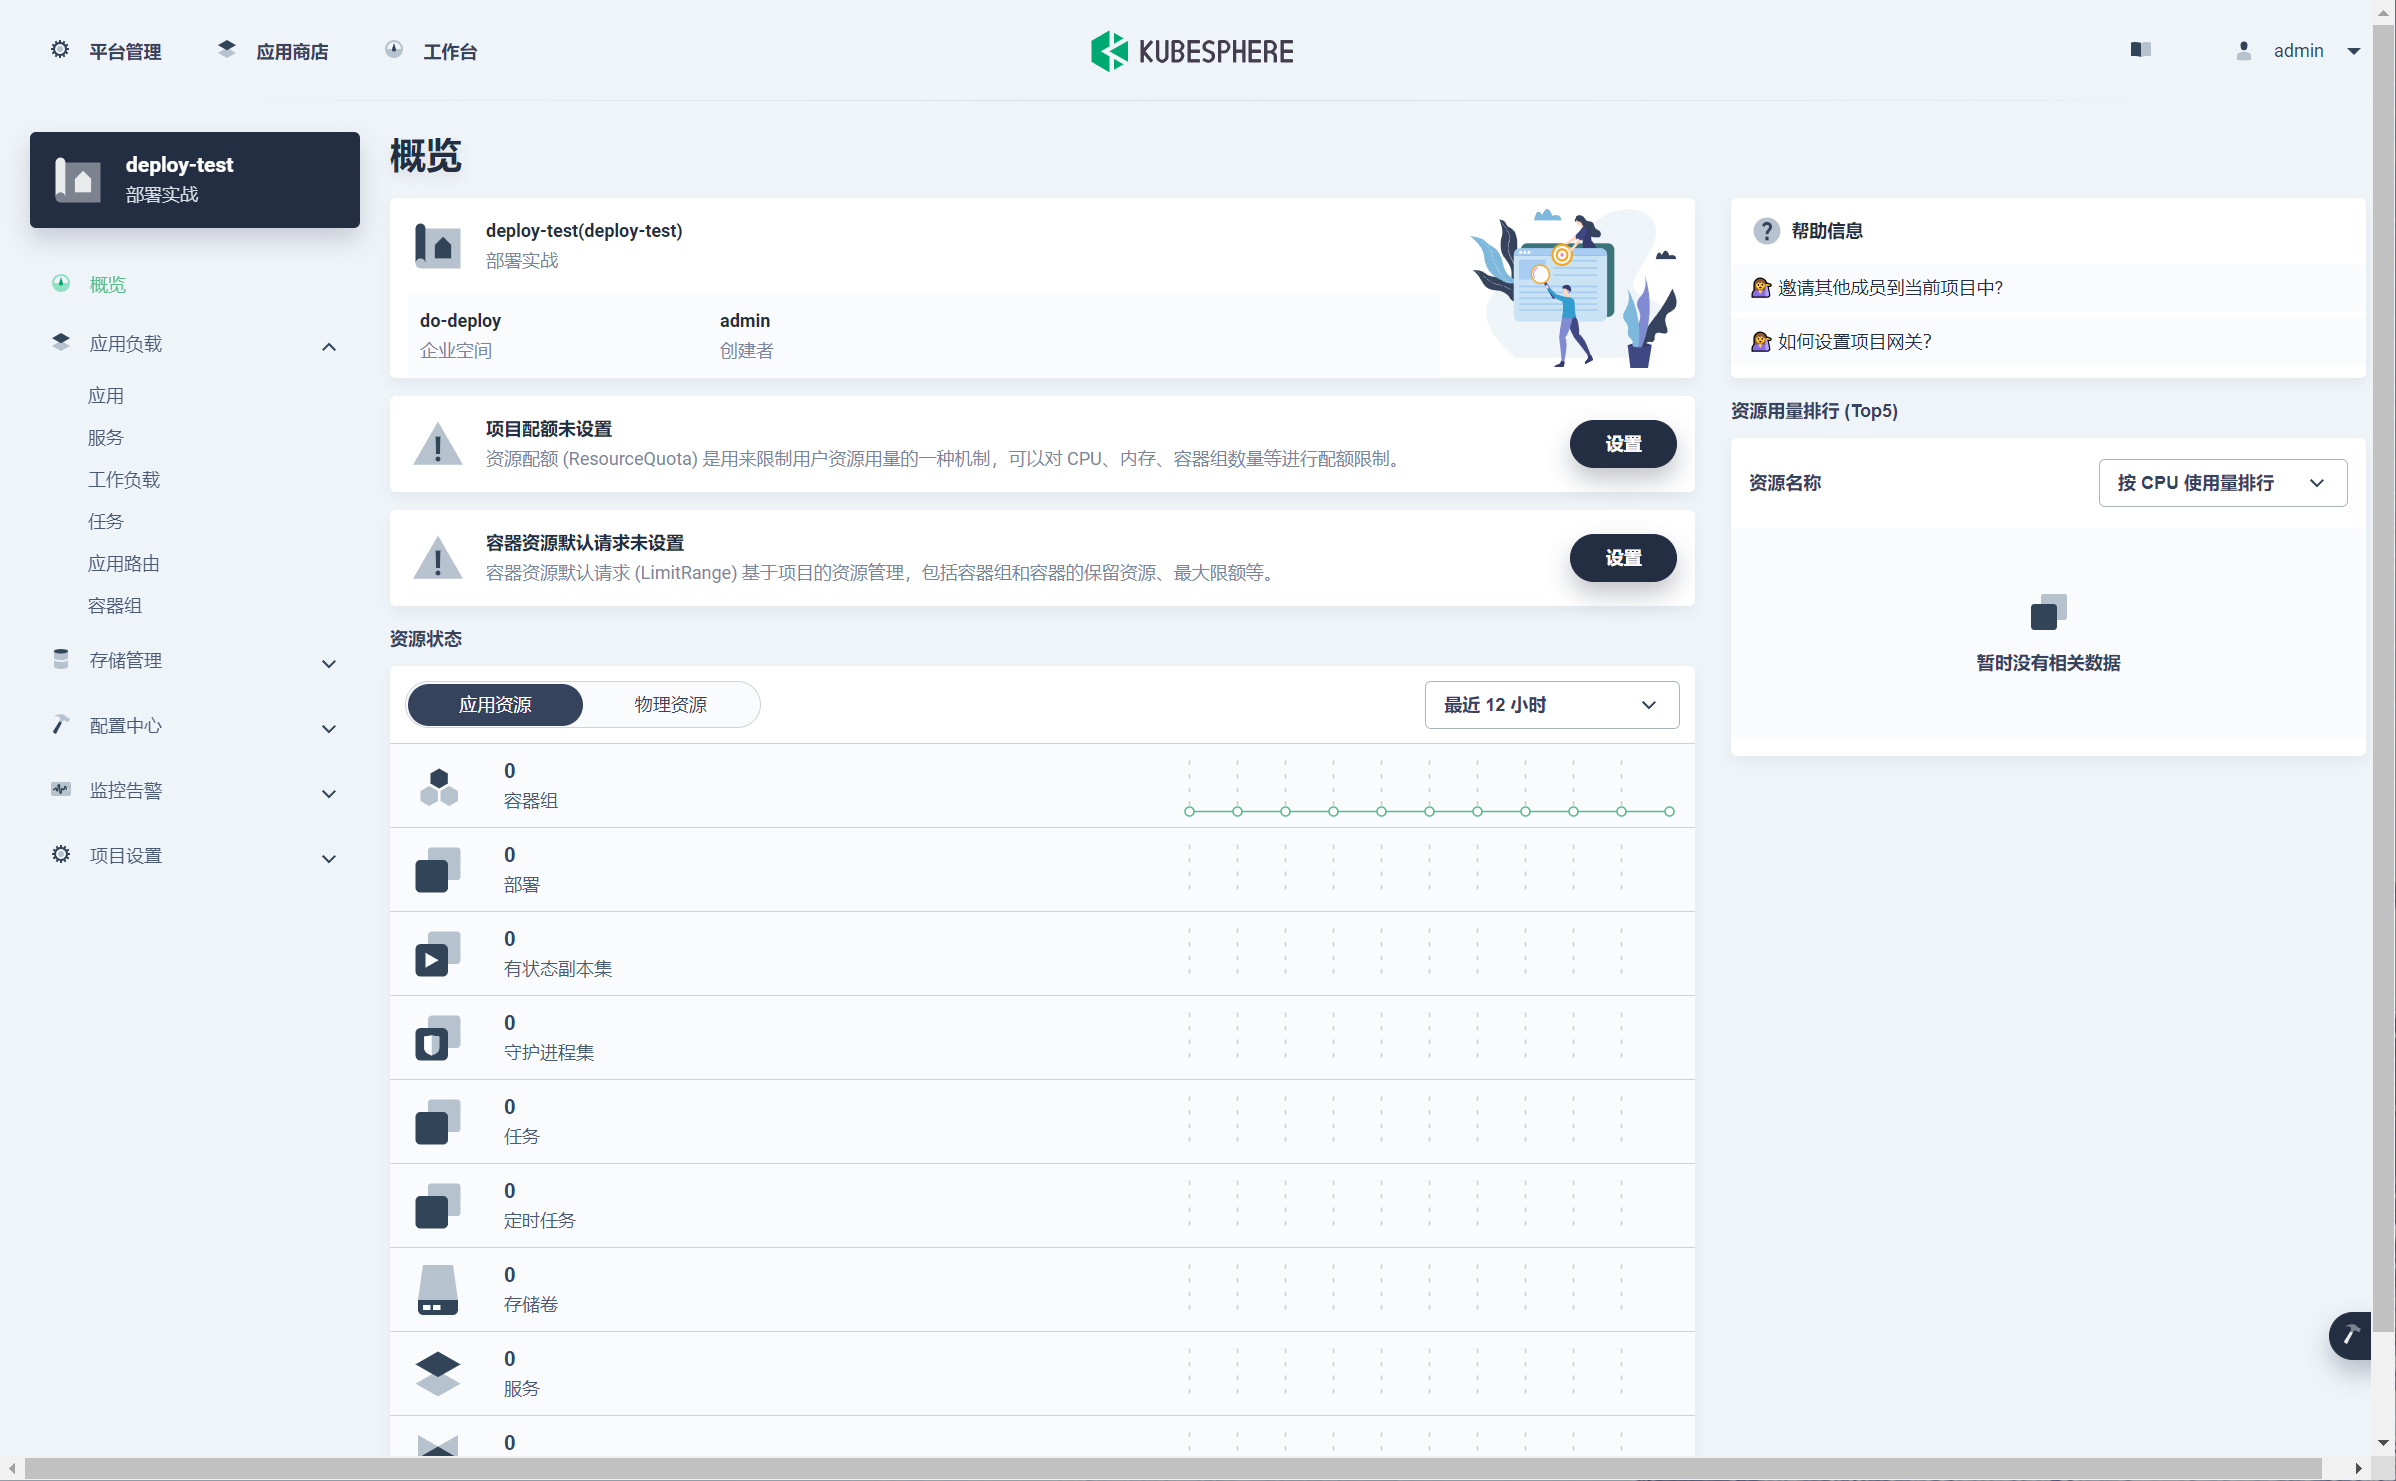 平台管理
应用商店
工作台
KUBESPHERE
admin
deploy-test
部署实战
概览
应用负载
应用
服务
工作负载
任务
应用路由
容器组
存储管理
配置中心
监控告警
项目设置
概览
deploy-test(deploy-test)
部署实战
do-deploy
企业空间
admin
创建者
项目配额未设置
资源配额 (ResourceQuota) 是用来限制用户资源用量的一种机制，可以对 CPU、内存、容器组数量等进行配额限制。
设置
容器资源默认请求未设置
容器资源默认请求 (LimitRange) 基于项目的资源管理，包括容器组和容器的保留资源、最大限额等。
设置
资源状态
应用资源
物理资源
最近 12 小时
0
容器组
0
部署
0
有状态副本集
0
守护进程集
0
任务
0
定时任务
0
存储卷
0
服务
0
帮助信息
邀请其他成员到当前项目中?
如何设置项目网关?
资源用量排行 (Top5)
资源名称
按 CPU 使用量排行
暂时没有相关数据